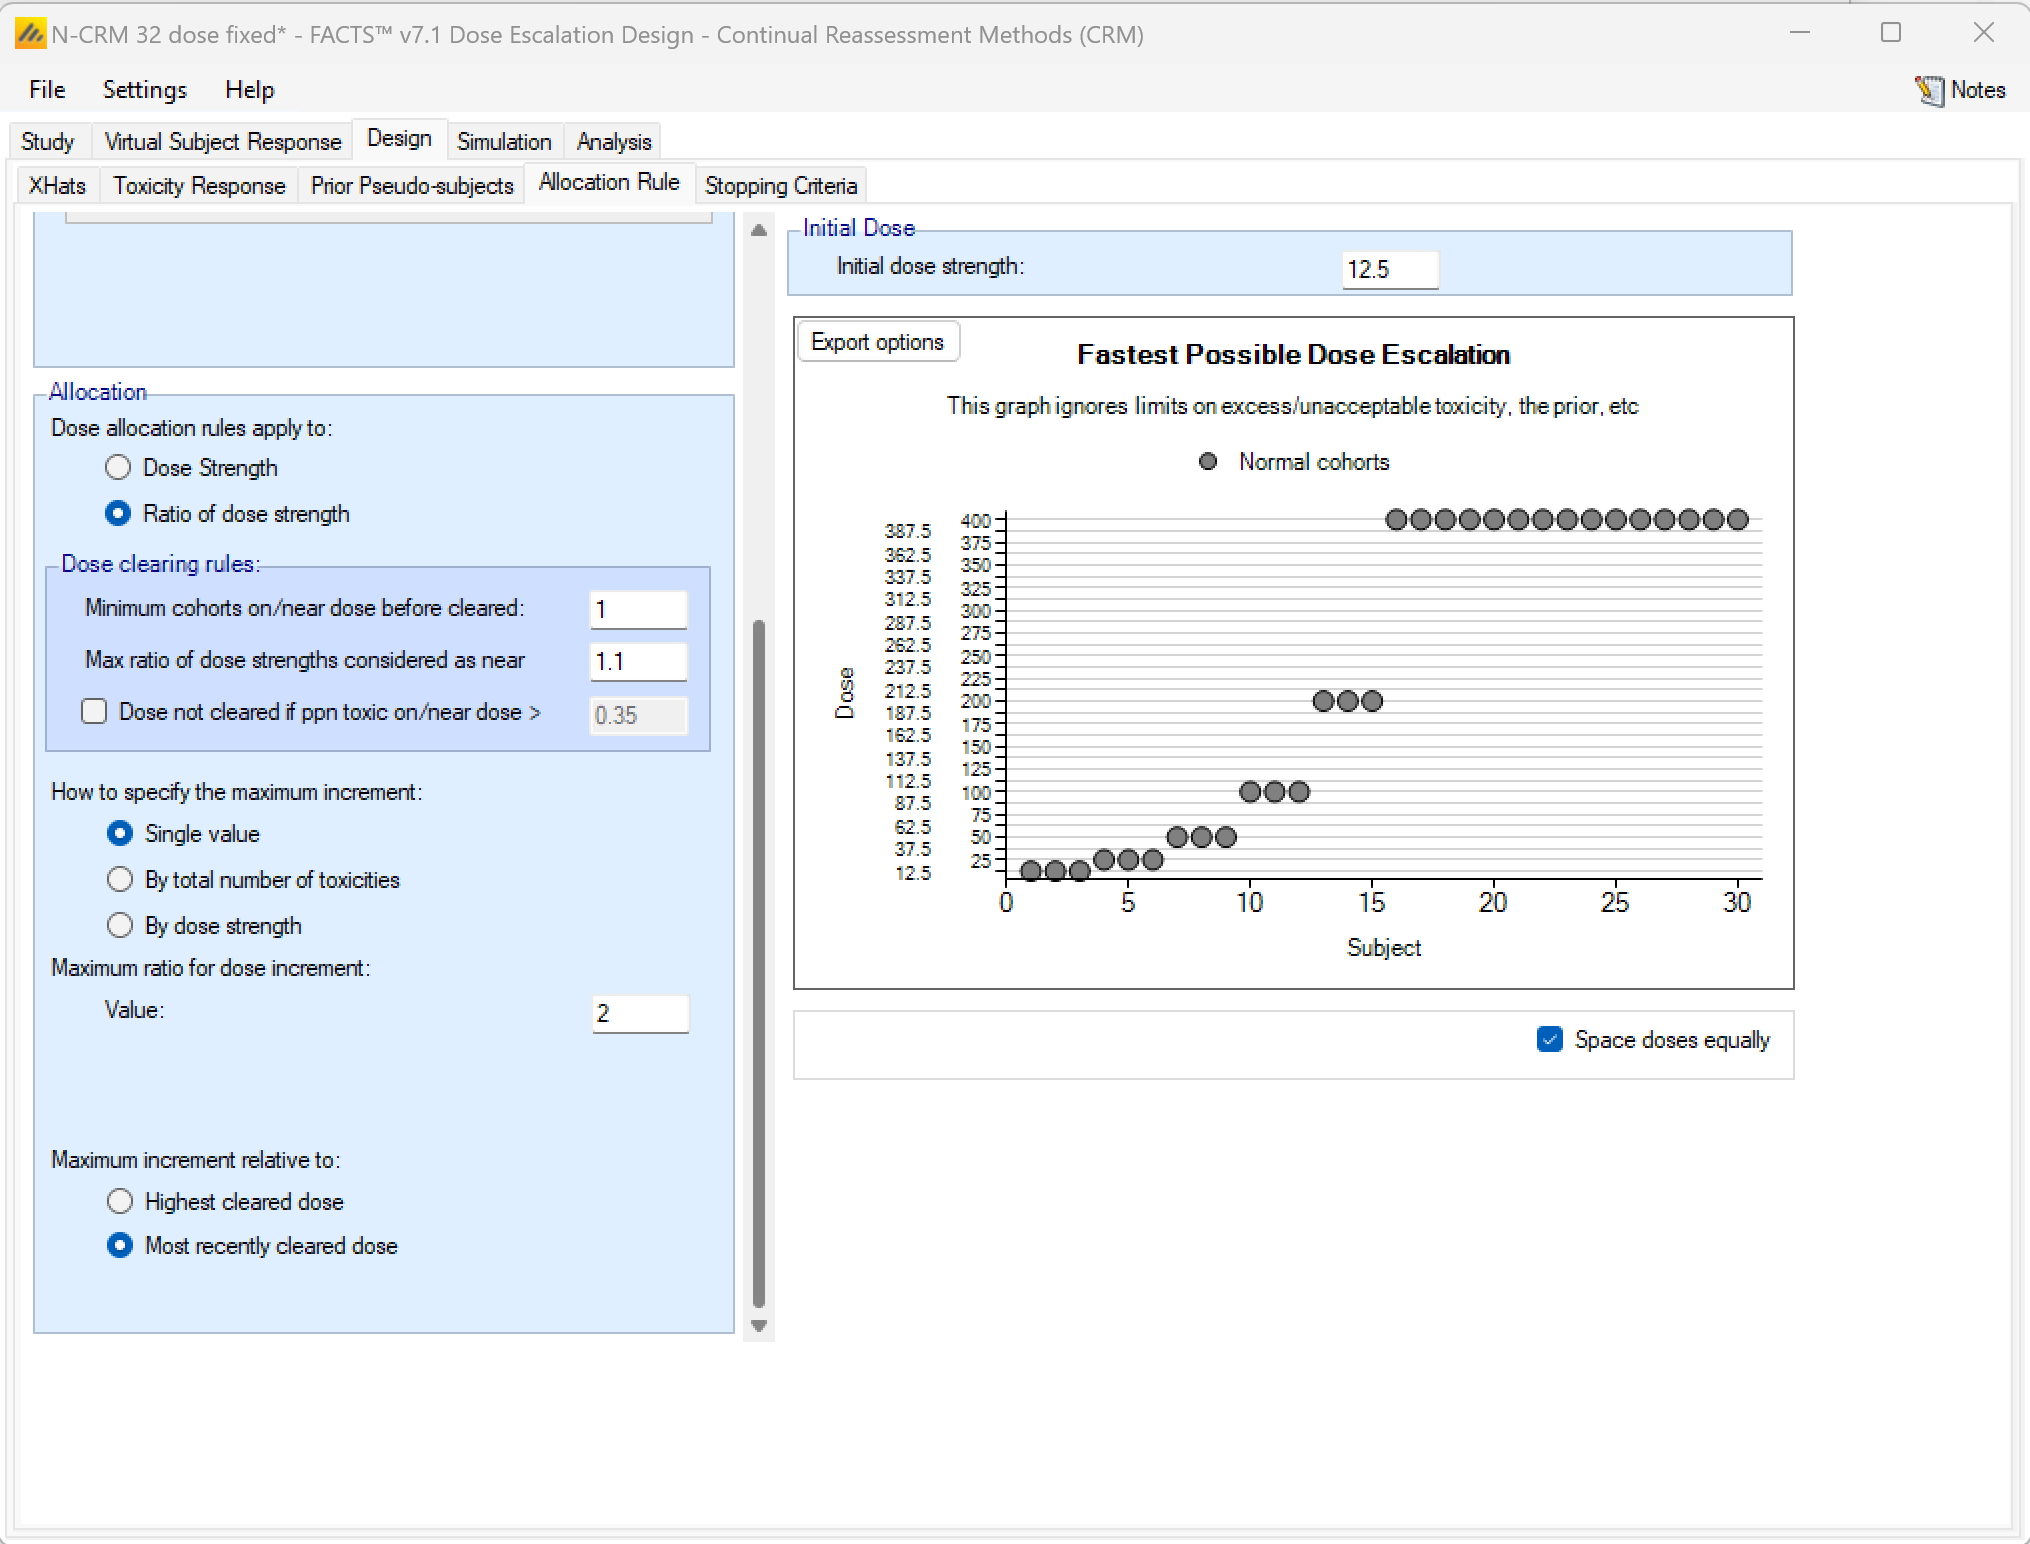 N-CRM 32 dose fixed* - FACTS™ v7.1 Dose Escalation Design - Continual Reassessment Methods (CRM)
File Settings Help Notes
Study Virtual Subject Response Design Simulation Analysis
XHats Toxicity Response Prior Pseudo-subjects Allocation Rule Stopping Criteria
Allocation
Dose allocation rules apply to:
Dose Strength
Ratio of dose strength
Dose clearing rules:
Minimum cohorts on/near dose before cleared: 1
Max ratio of dose strengths considered as near 1.1
Dose not cleared if ppn toxic on/near dose > 0.35
How to specify the maximum increment:
Single value
By total number of toxicities
By dose strength
Maximum ratio for dose increment:
Value: 2
Maximum increment relative to:
Highest cleared dose
Most recently cleared dose
Initial Dose
Initial dose strength: 12.5
Export options
Fastest Possible Dose Escalation
This graph ignores limits on excess/unacceptable toxicity, the prior, etc
Normal cohorts
Dose
400
387.5
375
362.5
350
337.5
325
312.5
300
287.5
275
262.5
250
237.5
225
212.5
200
187.5
175
162.5
150
137.5
125
112.5
100
87.5
75
62.5
50
37.5
25
12.5
0 5 10 15 20 25 30
Subject
Space doses equally